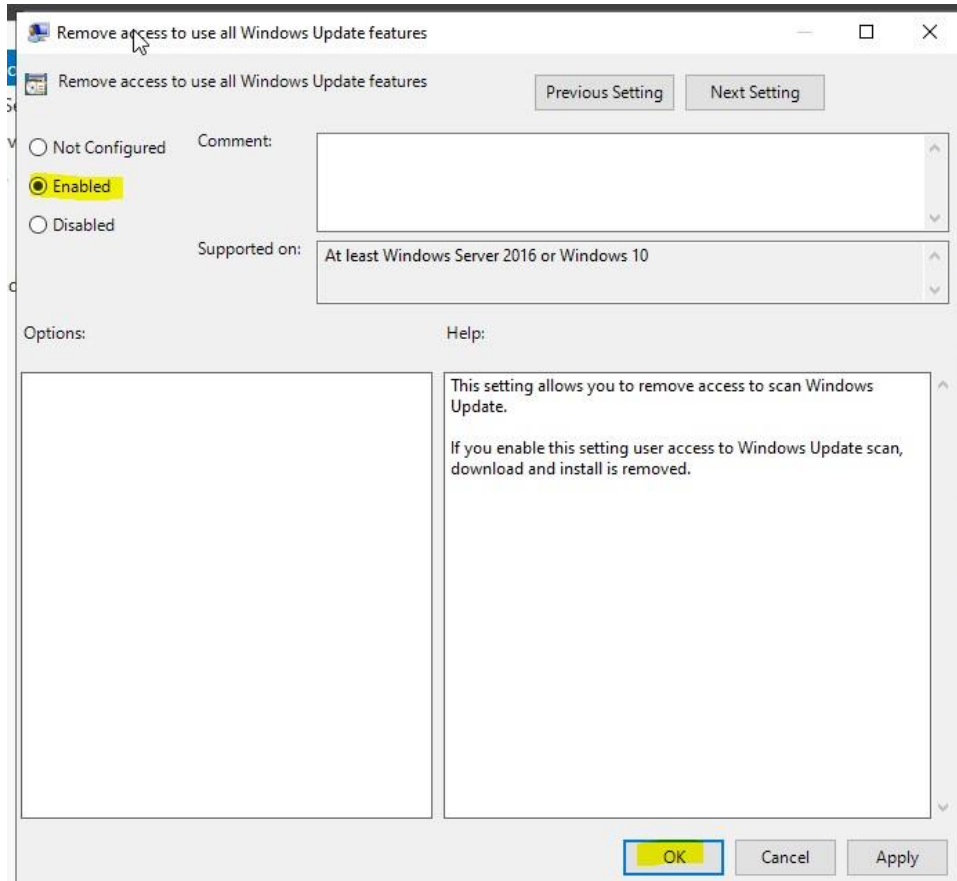 Remove access to use all Windows Update features
Remove access to use all Windows Update features
Previous Setting
Next Setting
Not Configured
Comment:
Enabled
Disabled
Supported on:
At least Windows Server 2016 or Windows 10
Options:
Help:
This setting allows you to remove access to scan Windows
Update.
If you enable this setting user access to Windows Update scan,
download and install is removed.
OK
Cancel
Apply